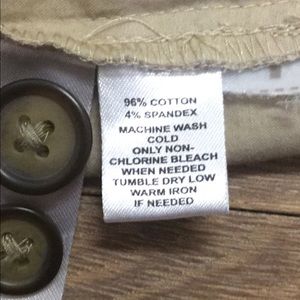 96% COTTON
4% SPANDEX
MACHINE WASH
COLD
ONLY NON-
CHLORINE BLEACH
WHEN NEEDED
TUMBLE DRY LOW
WARM IRON
IF NEEDED